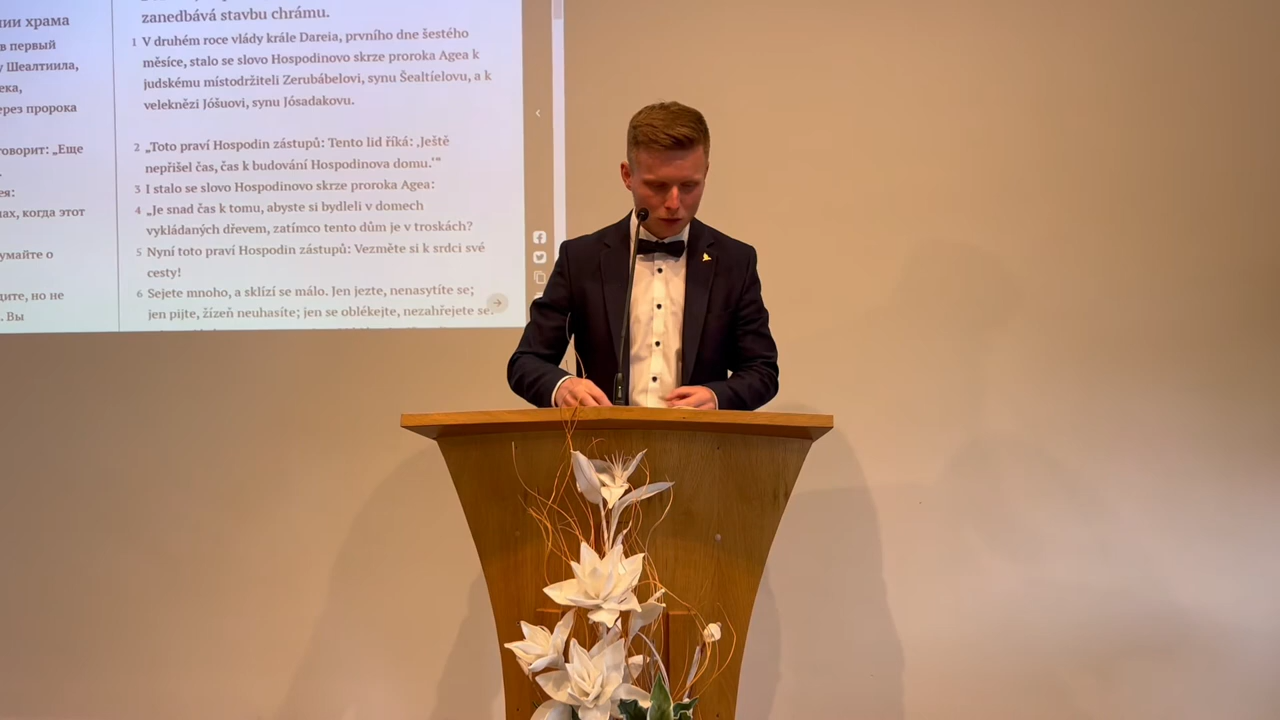 нии храма
в первый
у Шеалтиила,
ека,
ерез пророка
оворит: „Еще
ея:
ах, когда этот
умайте о
дите, но не
. Вы
zanedbává stavbu chrámu.
1 V druhém roce vlády krále Dareia, prvního dne šestého
měsíce, stalo se slovo Hospodinovo skrze proroka Agea k
judskému místodržiteli Zerubábelovi, synu Šealtíelovu, a k
veleknězi Jóšuovi, synu Jósadakovu.
2 „Toto praví Hospodin zástupů: Tento lid říká: ‚Ještě
nepřišel čas, čas k budování Hospodinova domu.‘“
3 I stalo se slovo Hospodinovo skrze proroka Agea:
4 „Je snad čas k tomu, abyste si bydleli v domech
vykládaných dřevem, zatímco tento dům je v troskách?
5 Nyní toto praví Hospodin zástupů: Vezměte si k srdci své
cesty!
6 Sejete mnoho, a sklízí se málo. Jen jezte, nenasytíte se;
jen pijte, žízeň neuhasíte; jen se oblékejte, nezahřejete se.